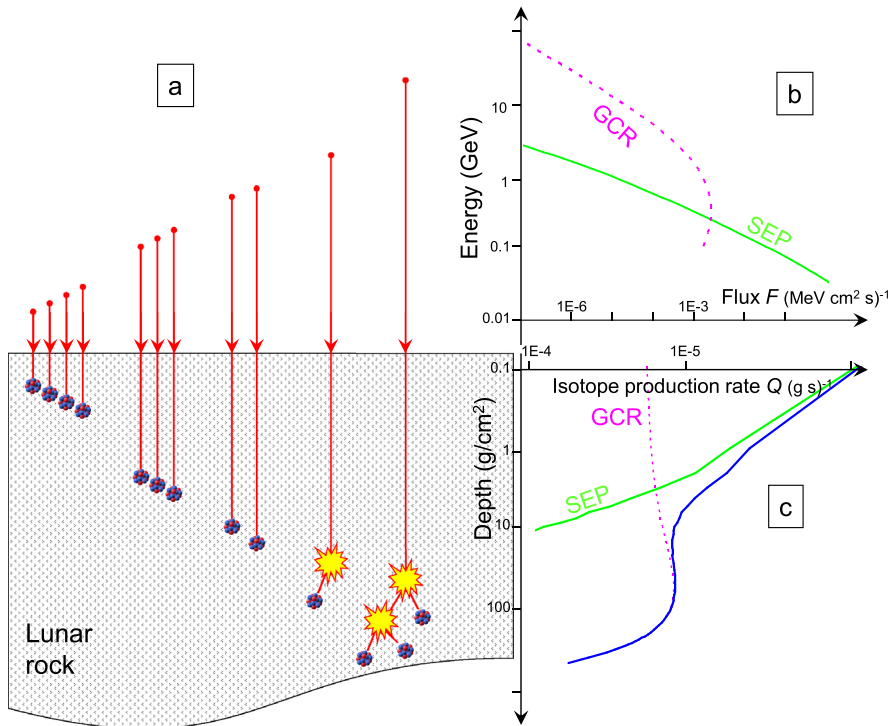 a
b
10
1
0.1
0.01
Energy (GeV)
GCR
SEP
Flux F (MeV cm² s)⁻¹
1E-6
1E-3
Lunar
rock
0.1
1
10
100
Depth (g/cm²)
1E-4
1E-5
Isotope production rate Q (g s)⁻¹
GCR
SEP
c